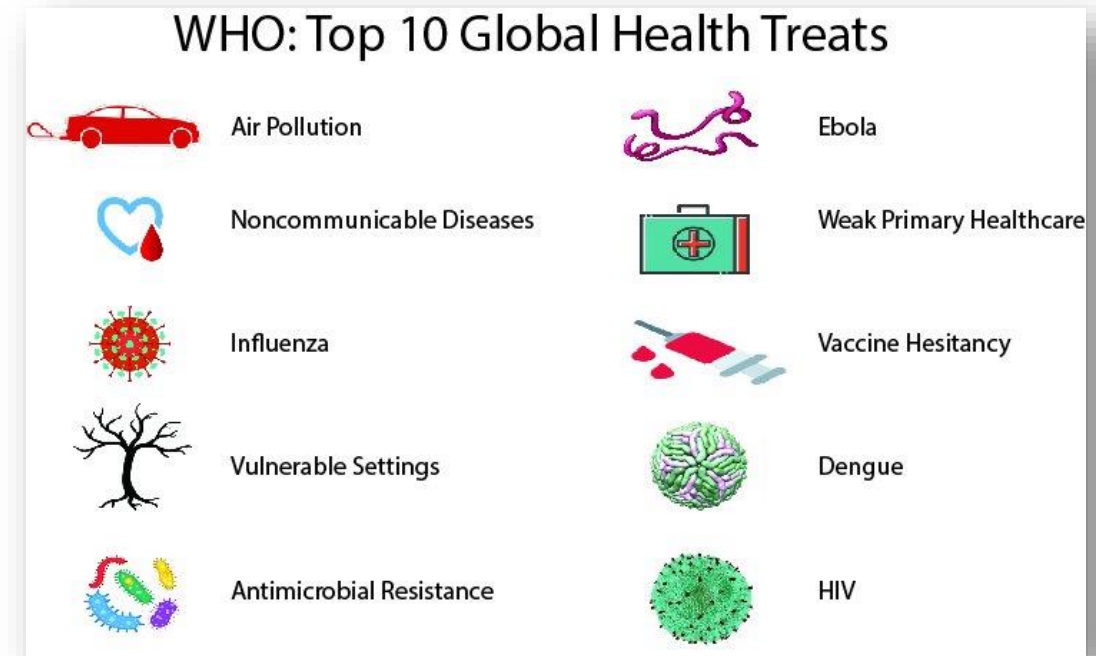 WHO: Top 10 Global Health Treats
Air Pollution
Ebola
Noncommunicable Diseases
Weak Primary Healthcare
Influenza
Vaccine Hesitancy
Vulnerable Settings
Dengue
Antimicrobial Resistance
HIV